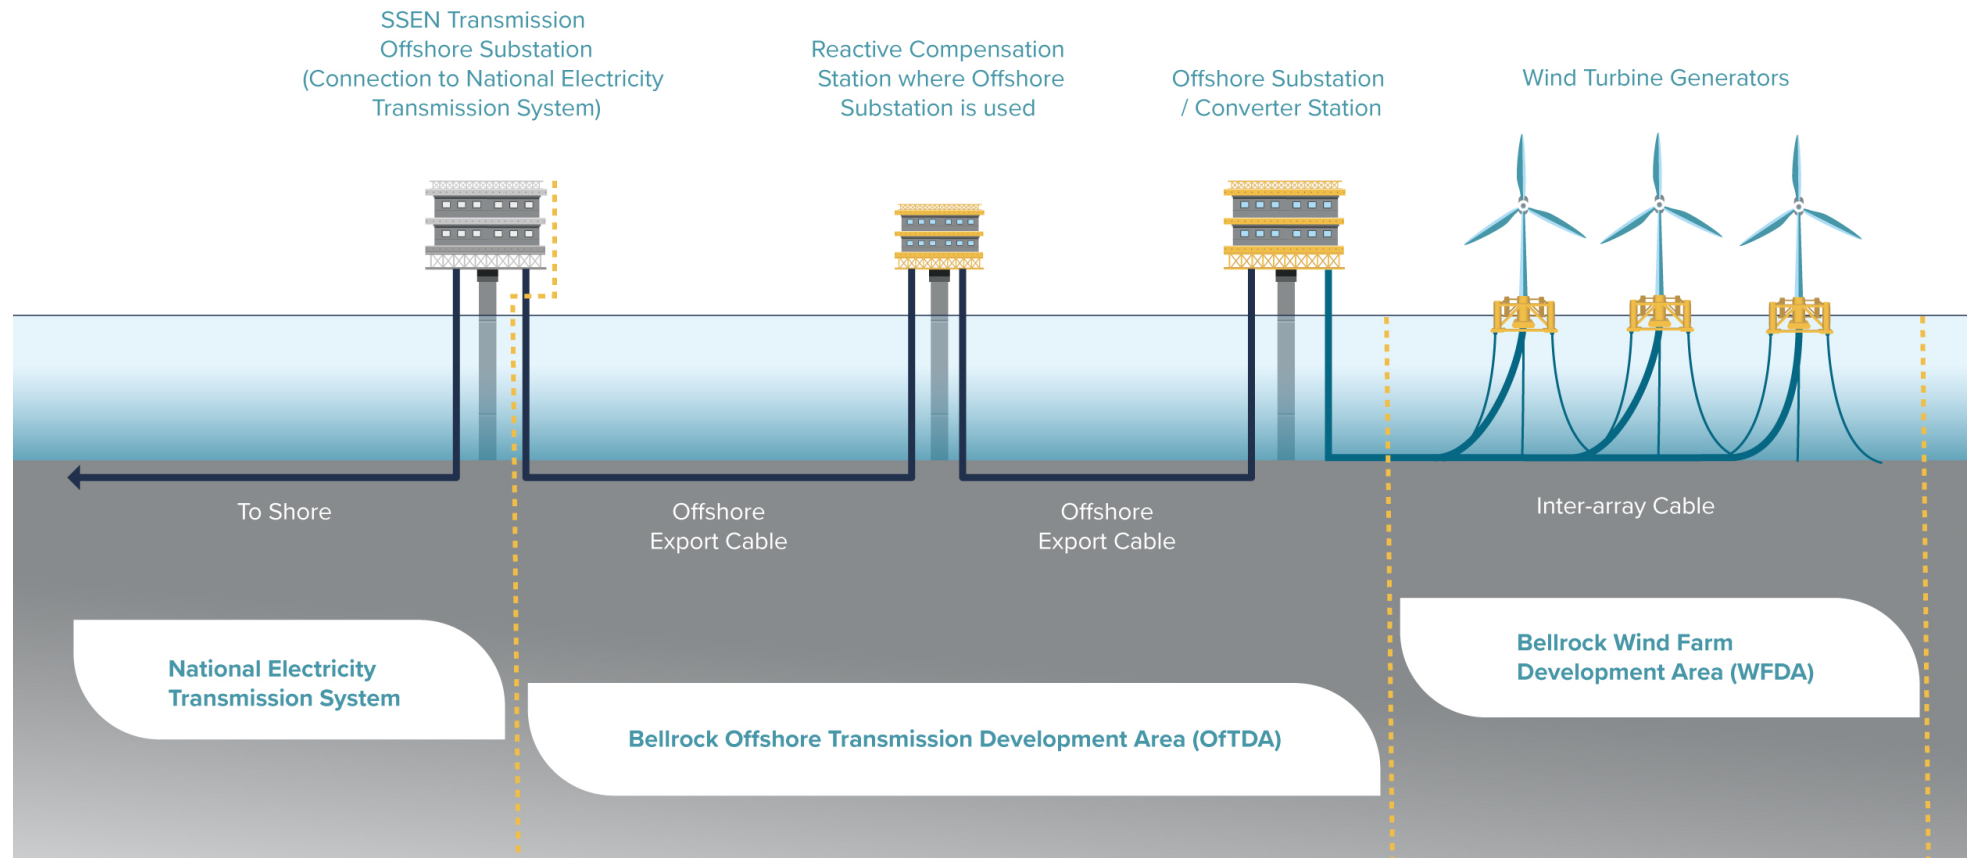 SSEN Transmission
Offshore Substation
(Connection to National Electricity
Transmission System)
Reactive Compensation
Station where Offshore
Substation is used
Offshore Substation
/ Converter Station
Wind Turbine Generators
To Shore
Offshore
Export Cable
Offshore
Export Cable
Inter-array Cable
National Electricity
Transmission System
Bellrock Offshore Transmission Development Area (OfTDA)
Bellrock Wind Farm
Development Area (WFDA)